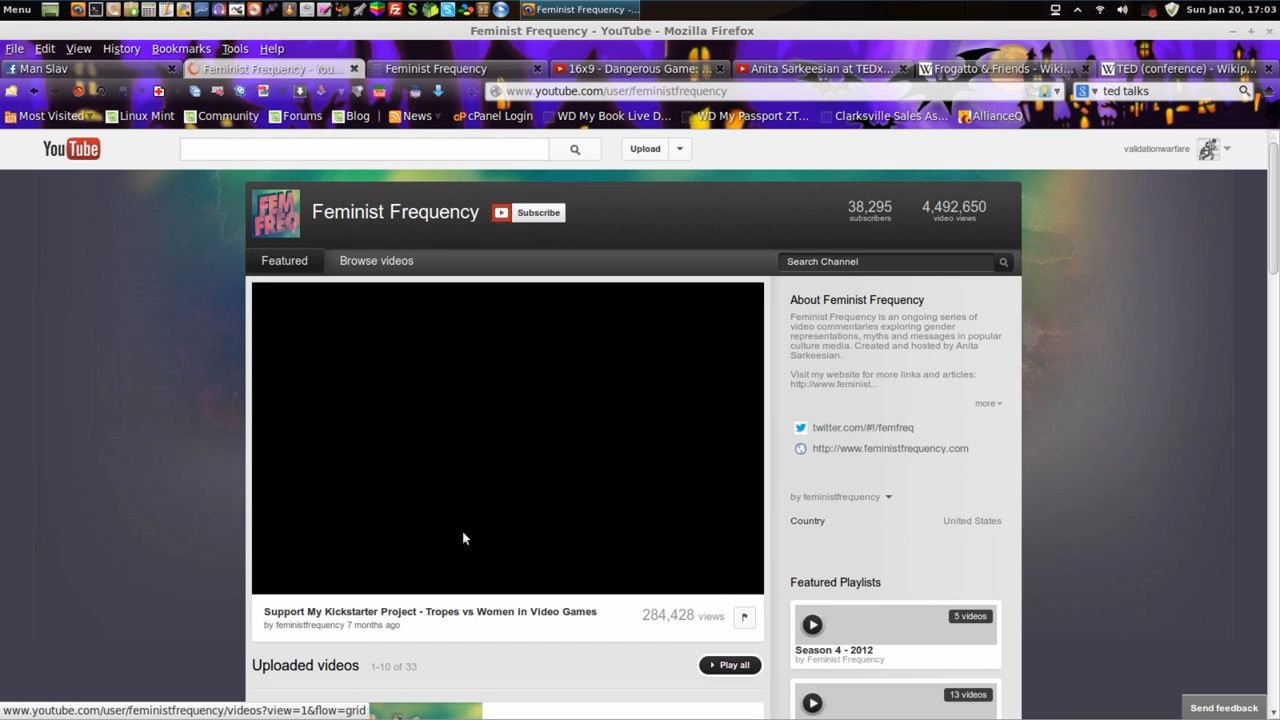 Menu
Feminist Frequency -...
Sun Jan 20, 17:03
Feminist Frequency - YouTube - Mozilla Firefox
File Edit View History Bookmarks Tools Help
Man Slav
Feminist Frequency - You...
Feminist Frequency
16x9 - Dangerous Game: ...
Anita Sarkeesian at TEDx...
Frogatto & Friends - Wiki...
TED (conference) - Wikip...
www.youtube.com/user/feministfrequency
ted talks
Most Visited
Linux Mint
Community
Forums
Blog
News
cPanel Login
WD My Book Live D...
WD My Passport 2T...
Clarksville Sales As...
AllianceQ
YouTube
Upload
validationwarfare
FEM
FREQ
Feminist Frequency
Subscribe
38,295
subscribers
4,492,650
video views
Featured
Browse videos
Search Channel
About Feminist Frequency
Feminist Frequency is an ongoing series of
video commentaries exploring gender
representations, myths and messages in popular
culture media. Created and hosted by Anita
Sarkeesian.
Visit my website for more links and articles:
http://www.feminist...
more
twitter.com/#!/femfreq
http://www.feministfrequency.com
by feministfrequency
Country United States
Support My Kickstarter Project - Tropes vs Women in Video Games
by feministfrequency 7 months ago
284,428 views
Featured Playlists
5 videos
Season 4 - 2012
by Feminist Frequency
13 videos
Uploaded videos 1-10 of 33
Play all
www.youtube.com/user/feministfrequency/videos?view=1&flow=grid
Send feedback